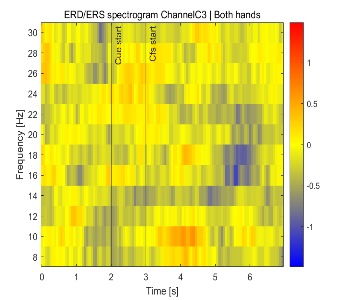 ERD/ERS spectrogram ChannelC3 | Both hands
30
28
26
24
22
20
18
16
14
12
10
8
Frequency [Hz]
Cue start
Cfs start
0 1 2 3 4 5 6
Time [s]
1
0.5
0
-0.5
-1